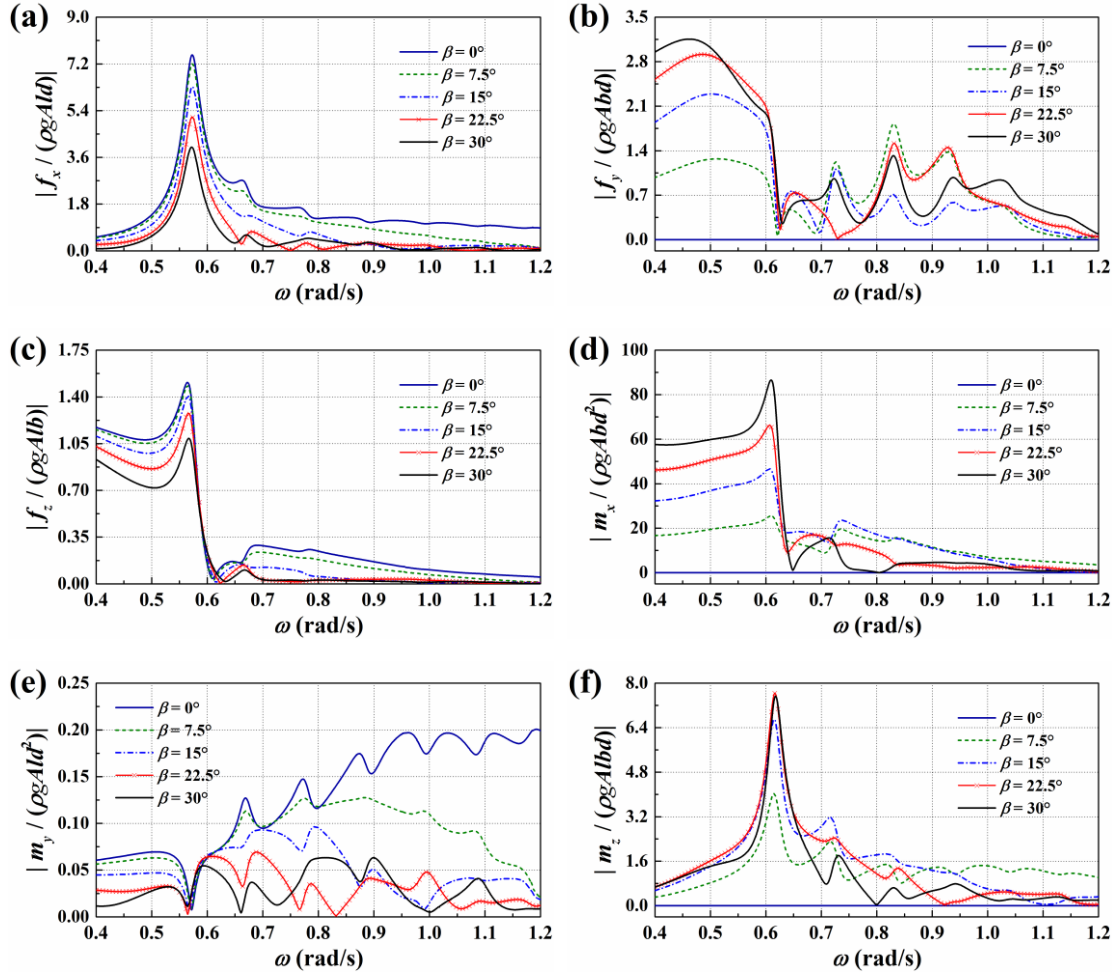 (a)
| fx / (ρgAld)|
9.0
7.2
5.4
3.6
1.8
0.0
β = 0°
β = 7.5°
β = 15°
β = 22.5°
β = 30°
0.4 0.5 0.6 0.7 0.8 0.9 1.0 1.1 1.2
ω (rad/s)
(b)
| fy / (ρgAbd)|
3.5
2.8
2.1
1.4
0.7
0.0
β = 0°
β = 7.5°
β = 15°
β = 22.5°
β = 30°
0.4 0.5 0.6 0.7 0.8 0.9 1.0 1.1 1.2
ω (rad/s)
(c)
| fz / (ρgAlb)|
1.75
1.40
1.05
0.70
0.35
0.00
β = 0°
β = 7.5°
β = 15°
β = 22.5°
β = 30°
0.4 0.5 0.6 0.7 0.8 0.9 1.0 1.1 1.2
ω (rad/s)
(d)
| mx / (ρgAbd²)|
100
80
60
40
20
0
β = 0°
β = 7.5°
β = 15°
β = 22.5°
β = 30°
0.4 0.5 0.6 0.7 0.8 0.9 1.0 1.1 1.2
ω (rad/s)
(e)
| my / (ρgAld²)|
0.25
0.20
0.15
0.10
0.05
0.00
β = 0°
β = 7.5°
β = 15°
β = 22.5°
β = 30°
0.4 0.5 0.6 0.7 0.8 0.9 1.0 1.1 1.2
ω (rad/s)
(f)
| mz / (ρgAlbd)|
8.0
6.4
4.8
3.2
1.6
0.0
β = 0°
β = 7.5°
β = 15°
β = 22.5°
β = 30°
0.4 0.5 0.6 0.7 0.8 0.9 1.0 1.1 1.2
ω (rad/s)